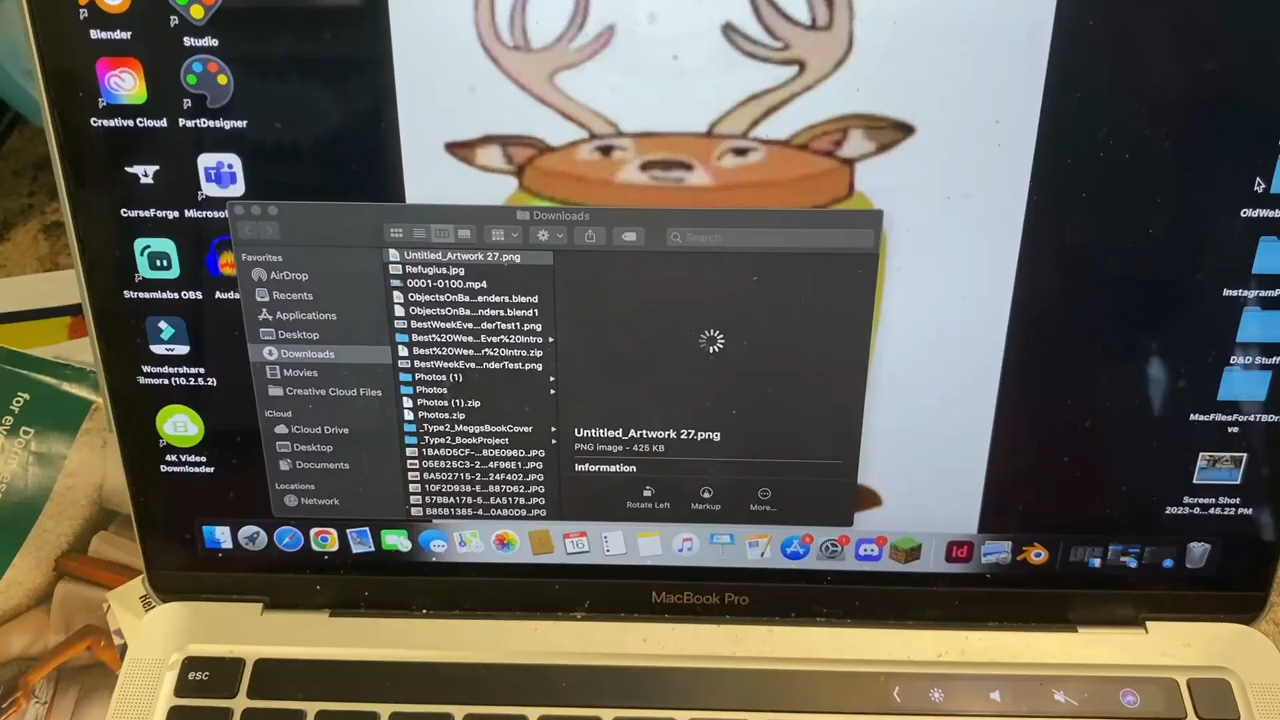 Blender
Studio
Creative Cloud
PartDesigner
CurseForge
Streamlabs OBS
Wondershare
Filmora (10.2.5.2)
4K Video
Downloader
Downloads
Search
Favorites
AirDrop
Recents
Applications
Desktop
Downloads
Movies
Creative Cloud Files
iCloud
iCloud Drive
Desktop
Documents
Locations
Network
Untitled_Artwork 27.png
Refugius.jpg
0001-0100.mp4
ObjectsOnBa...enders.blend
ObjectsOnBa...nders.blend1
BestWeekEve...derTest1.png
Best%20Wee...Ever%20Intro
Best%20Wee...r%20Intro.zip
BestWeekEve...nderTest.png
Photos (1)
Photos
Photos (1).zip
Photos.zip
_Type2_MeggsBookCover
_Type2_BookProject
1BA6D5CF-...8DE096D.JPG
05E825C3-2...4F98E1.JPG
6A502715-2...24F402.JPG
10F2D938-E...887D62.JPG
57BBA178-5...EA517B.JPG
B85B1385-4...0AB0D9.JPG
Untitled_Artwork 27.png
PNG image - 425 KB
Information
Rotate Left
Markup
More...
D&D Stuff
MacFilesFor4TBDri
ve
Screen Shot
2023-0...46.22 PM
16
Id
MacBook Pro
esc